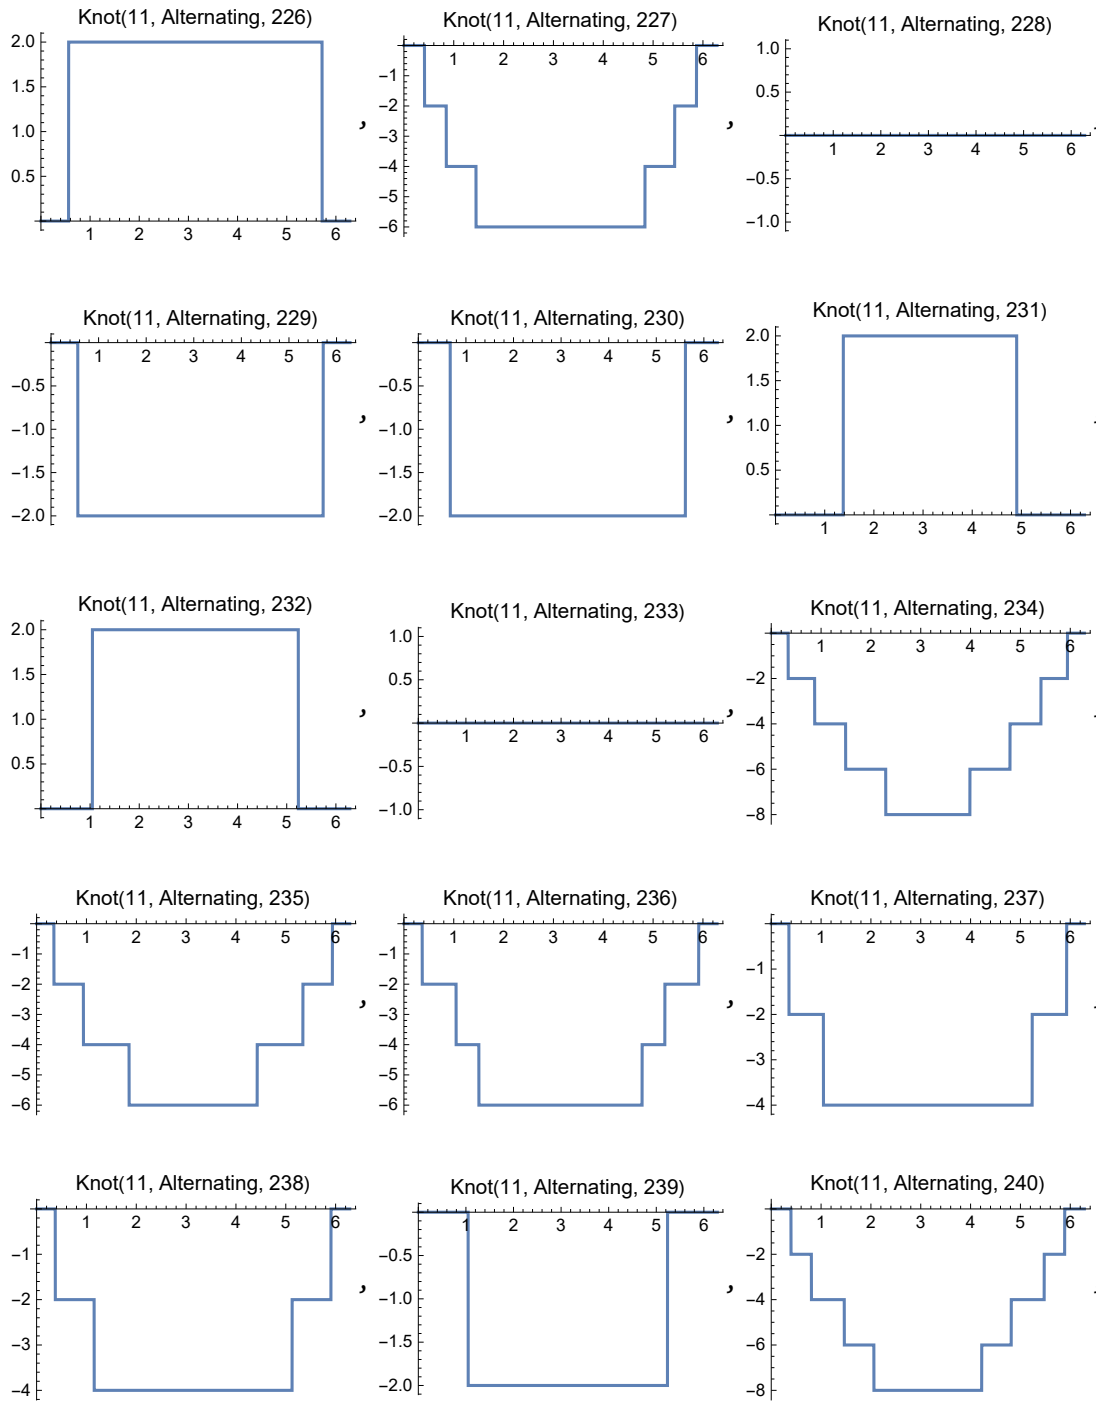 Knot(11, Alternating, 226)
2.0
1.5
1.0
0.5
1 2 3 4 5 6
,
Knot(11, Alternating, 227)
1 2 3 4 5 6
−1
−2
−3
−4
−5
−6
,
Knot(11, Alternating, 228)
1.0
0.5
1 2 3 4 5 6
−0.5
−1.0
Knot(11, Alternating, 229)
1 2 3 4 5 6
−0.5
−1.0
−1.5
−2.0
,
Knot(11, Alternating, 230)
1 2 3 4 5 6
−0.5
−1.0
−1.5
−2.0
,
Knot(11, Alternating, 231)
2.0
1.5
1.0
0.5
1 2 3 4 5 6
Knot(11, Alternating, 232)
2.0
1.5
1.0
0.5
1 2 3 4 5 6
,
Knot(11, Alternating, 233)
1.0
0.5
1 2 3 4 5 6
−0.5
−1.0
,
Knot(11, Alternating, 234)
1 2 3 4 5 6
−2
−4
−6
−8
Knot(11, Alternating, 235)
1 2 3 4 5 6
−1
−2
−3
−4
−5
−6
,
Knot(11, Alternating, 236)
1 2 3 4 5 6
−1
−2
−3
−4
−5
−6
,
Knot(11, Alternating, 237)
1 2 3 4 5 6
−1
−2
−3
−4
Knot(11, Alternating, 238)
1 2 3 4 5 6
−1
−2
−3
−4
,
Knot(11, Alternating, 239)
1 2 3 4 5 6
−0.5
−1.0
−1.5
−2.0
,
Knot(11, Alternating, 240)
1 2 3 4 5 6
−2
−4
−6
−8